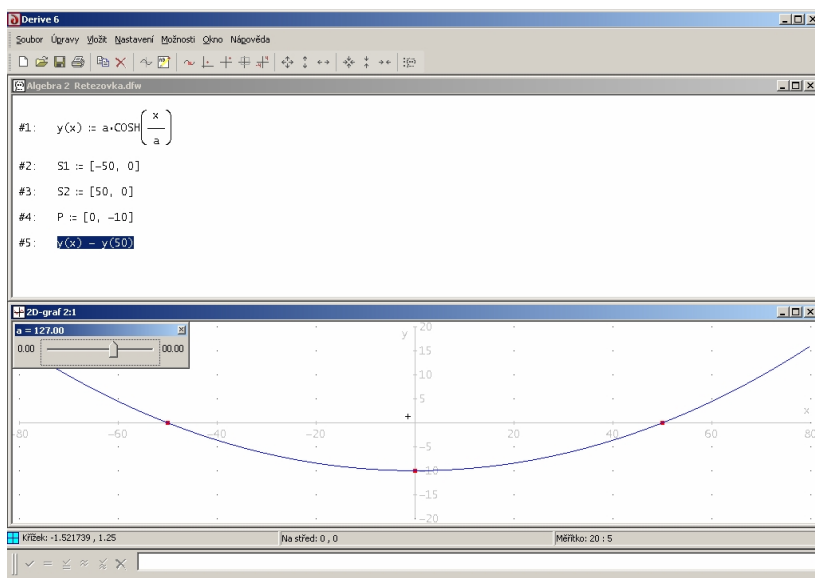 Derive 6
Soubor Úpravy Vložit Nastavení Možnosti Okno Nápověda
Algebra 2 Retezovka.dfw
#1: y(x) := a·COSH(x/a)
#2: S1 := [-50, 0]
#3: S2 := [50, 0]
#4: P := [0, -10]
#5: y(x) - y(50)
2D-graf 2:1
a = 127.00
0.00 00.00
y
20
15
10
5
x
-80 -60 -40 -20 20 40 60 80
-5
-10
-15
-20
Křížek: -1.521739 , 1.25 Na střed: 0 , 0 Měřítko: 20 : 5